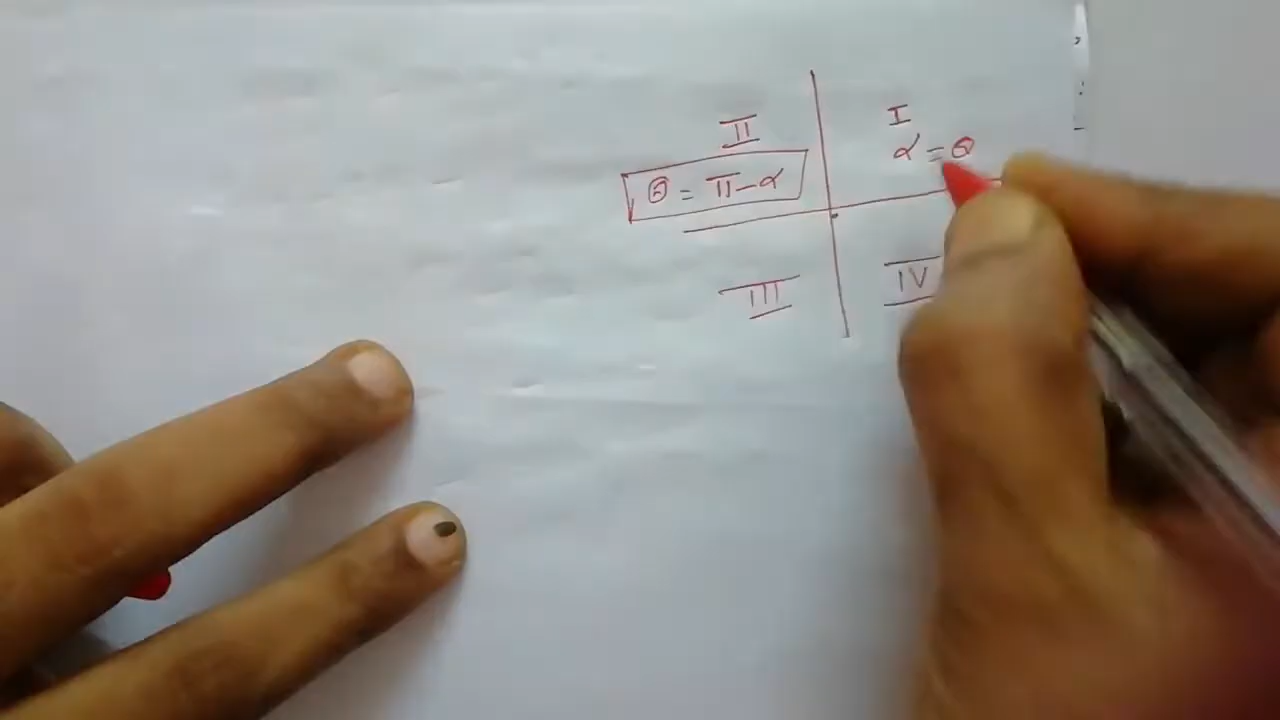 I
α = θ
II
θ = π - α
III
IV